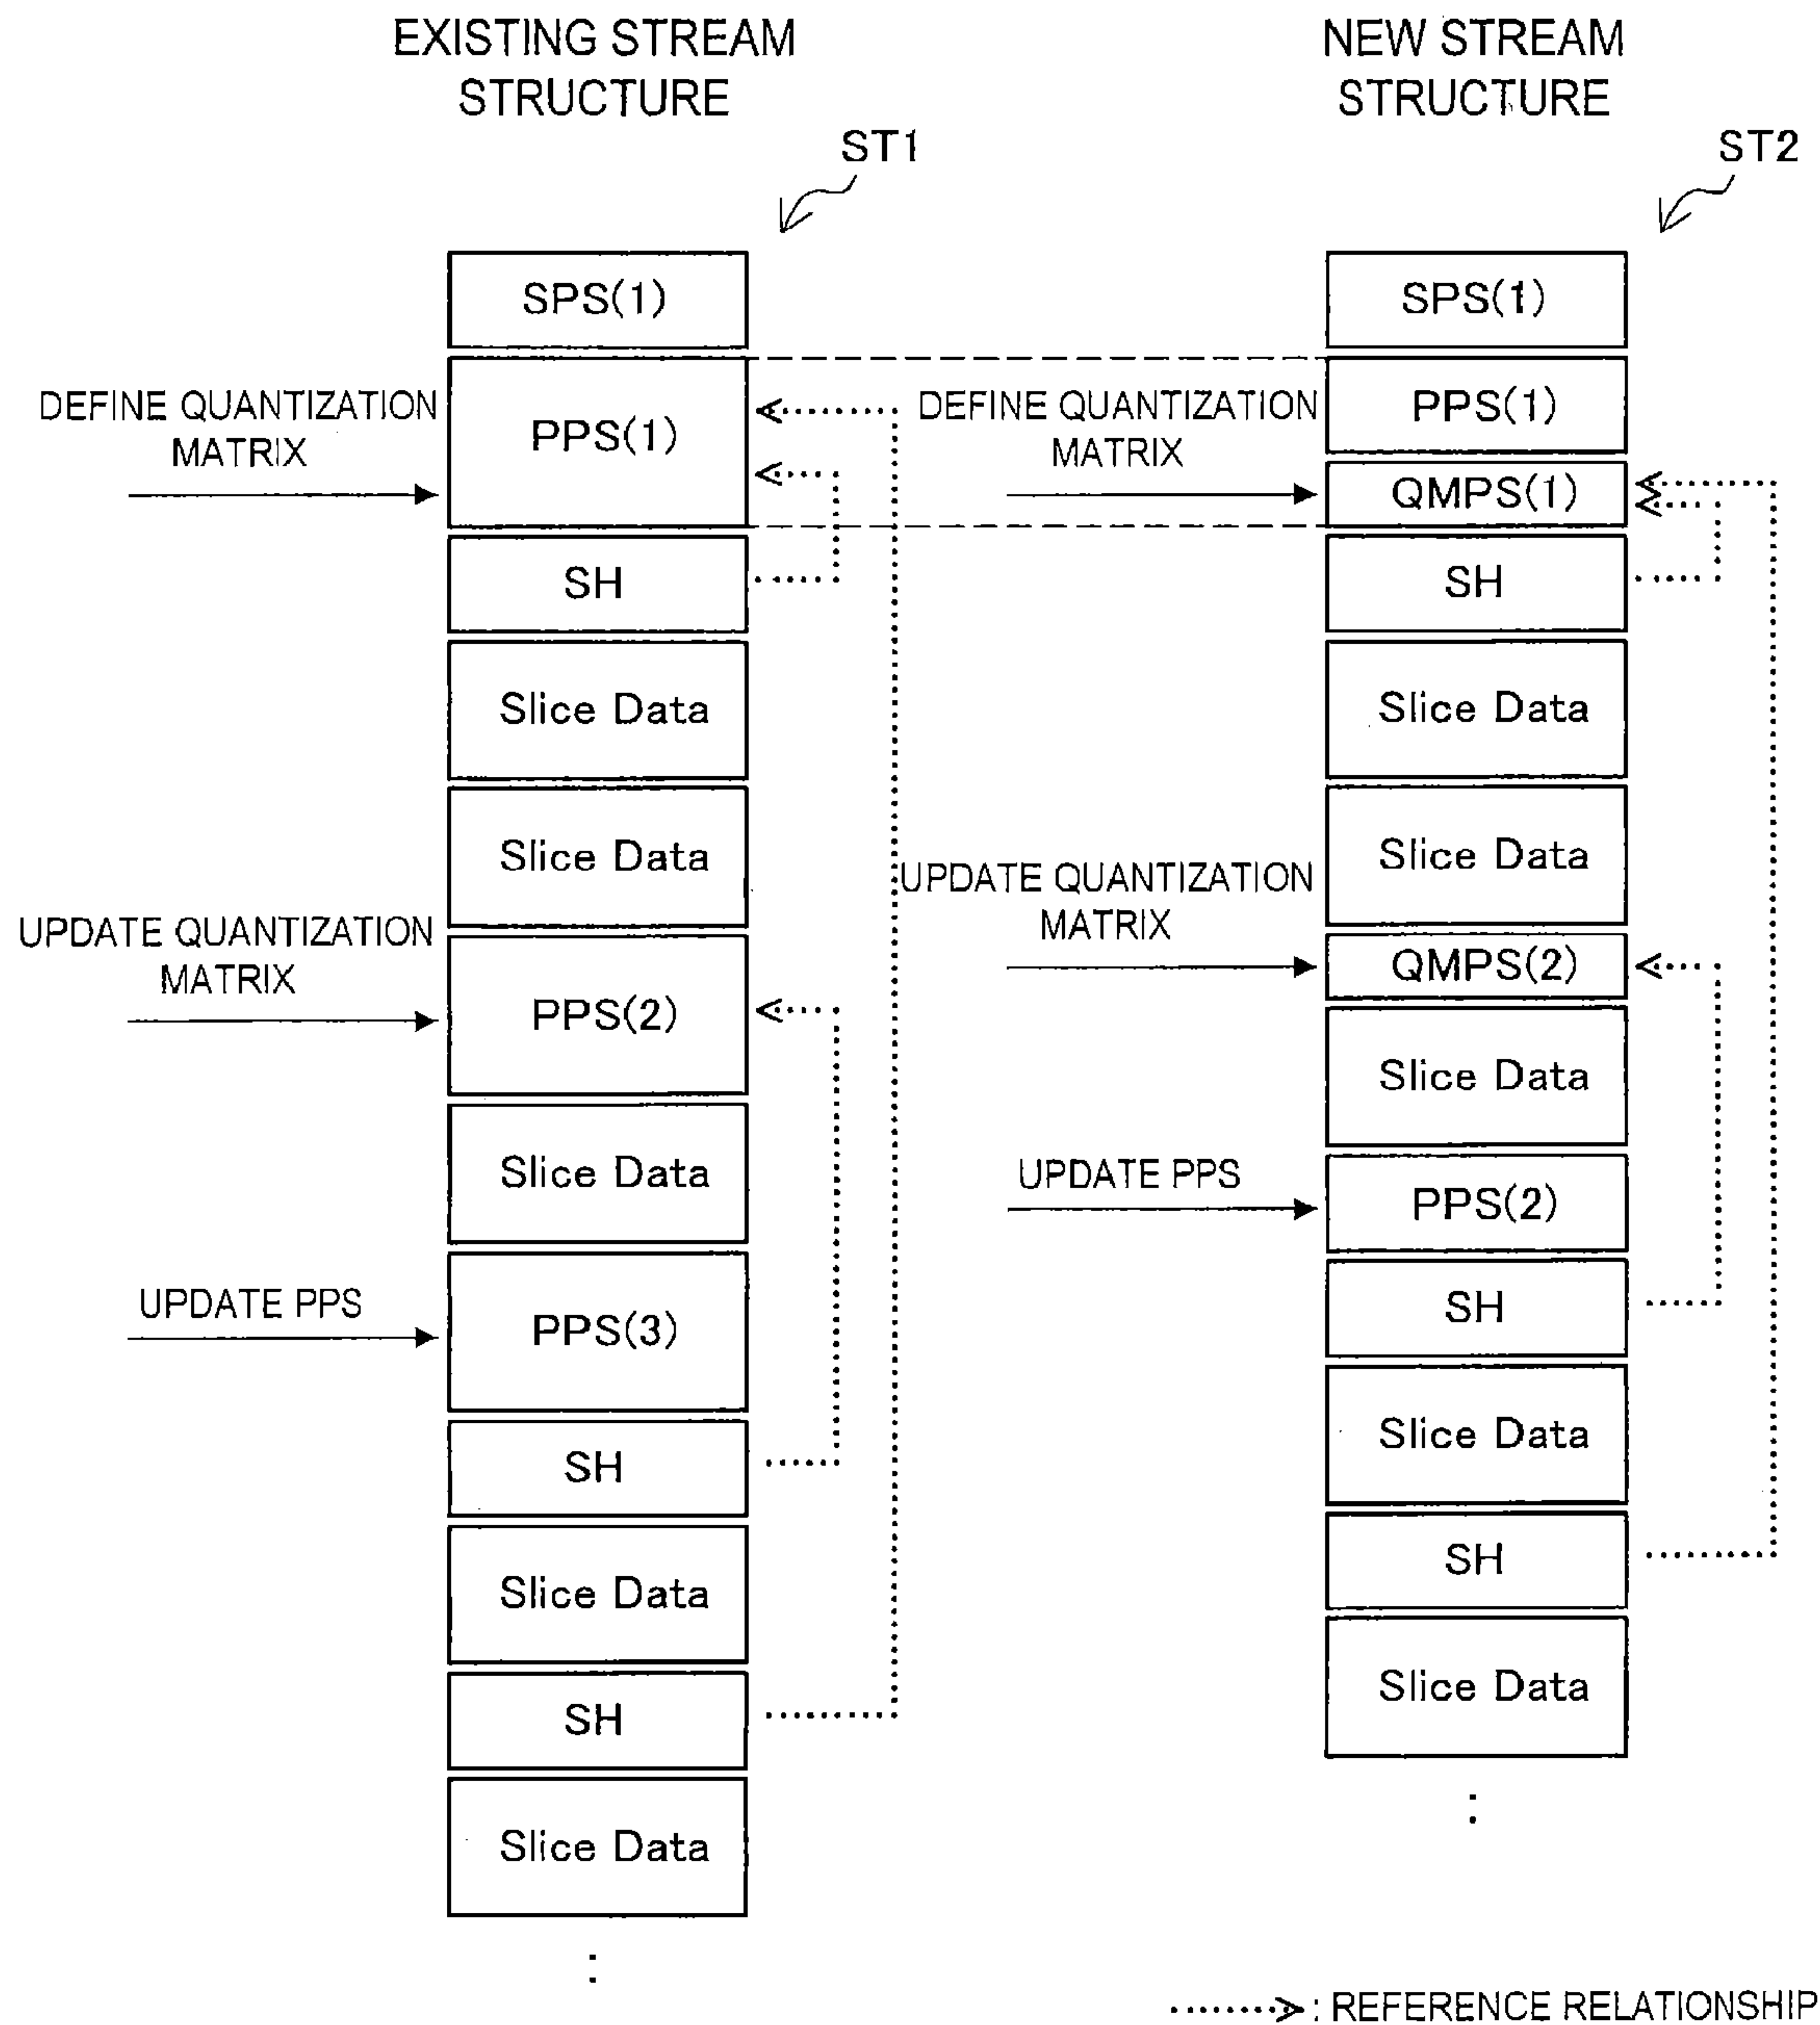 EXISTING STREAM
STRUCTURE
ST1
SPS(1)
DEFINE QUANTIZATION
MATRIX
PPS(1)
SH
Slice Data
Slice Data
UPDATE QUANTIZATION
MATRIX
PPS(2)
Slice Data
UPDATE PPS
PPS(3)
SH
Slice Data
SH
Slice Data
:
NEW STREAM
STRUCTURE
ST2
SPS(1)
PPS(1)
DEFINE QUANTIZATION
MATRIX
QMPS(1)
SH
Slice Data
Slice Data
UPDATE QUANTIZATION
MATRIX
QMPS(2)
Slice Data
UPDATE PPS
PPS(2)
SH
Slice Data
SH
Slice Data
:
: REFERENCE RELATIONSHIP